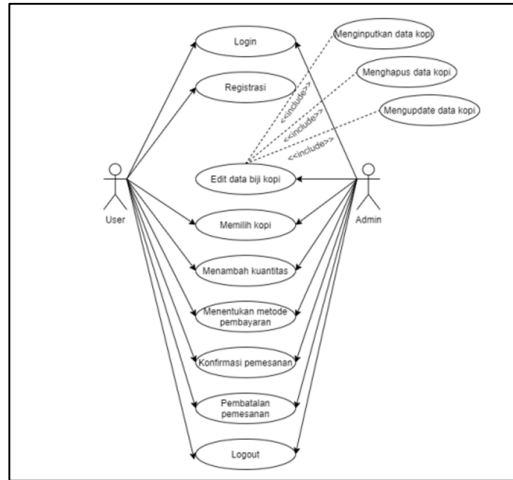 Menginputkan data kopi
Login
Menghapus data kopi
Registrasi
<<include>>
Mengupdate data kopi
<<include>>
<<include>>
Edit data biji kopi
User
Admin
Memilih kopi
Menambah kuantitas
Menentukan metode
pembayaran
Konfirmasi pemesanan
Pembatalan
pemesanan
Logout